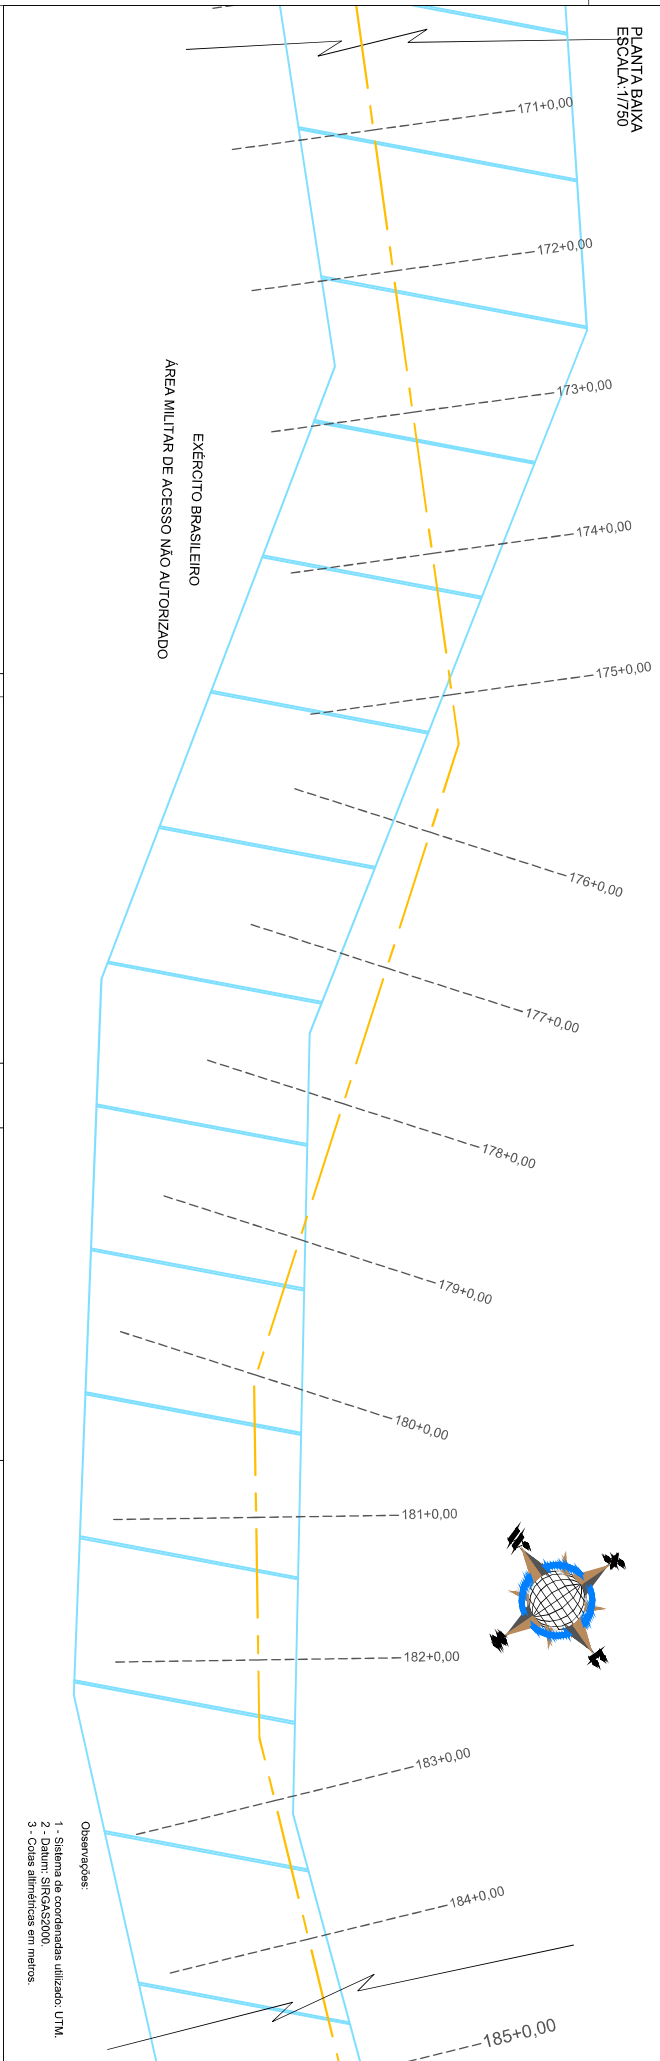 PLANTA BAIXA
ESCALA:1/750
171+0,00
172+0,00
173+0,00
EXÉRCITO BRASILEIRO
ÁREA MILITAR DE ACESSO NÃO AUTORIZADO
174+0,00
175+0,00
176+0,00
177+0,00
178+0,00
179+0,00
180+0,00
181+0,00
182+0,00
183+0,00
Observações:
1 - Sistema de coordenadas utilizado: UTM.
2 - Datum: SIRGAS2000.
3 - Cotas altimétricas em metros.
184+0,00
185+0,00